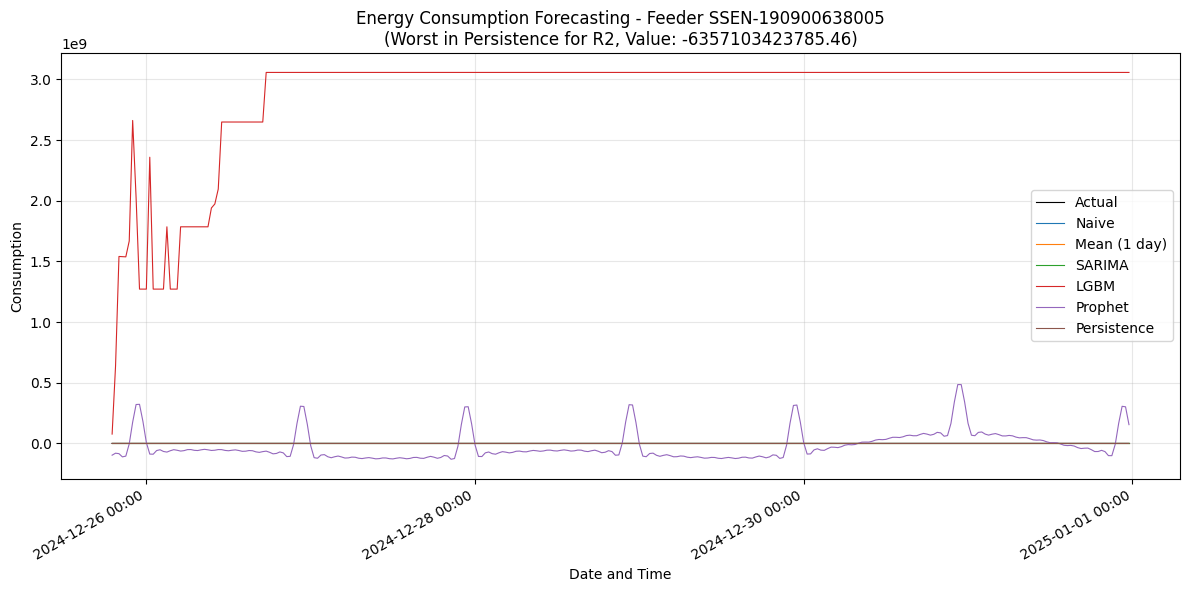 Energy Consumption Forecasting - Feeder SSEN-190900638005
(Worst in Persistence for R2, Value: -6357103423785.46)
1e9
3.0
2.5
2.0
1.5
1.0
0.5
0.0
Consumption
Actual
Naive
Mean (1 day)
SARIMA
LGBM
Prophet
Persistence
2024-12-26 00:00
2024-12-28 00:00
2024-12-30 00:00
2025-01-01 00:00
Date and Time